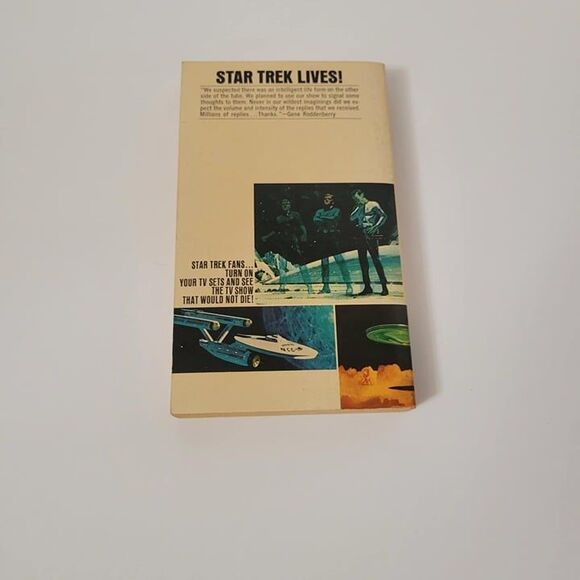 STAR TREK LIVES!
"We suspected there was an intelligent life form on the other
side of the tube. We planned to use our show to signal some
thoughts to them. Never in our wildest imaginings did we ex-
pect the volume and intensity of the replies that we received.
Millions of replies ...Thanks."—Gene Roddenberry
STAR TREK FANS...
TURN ON
YOUR TV SETS AND SEE
THE TV SHOW
THAT WOULD NOT DIE!